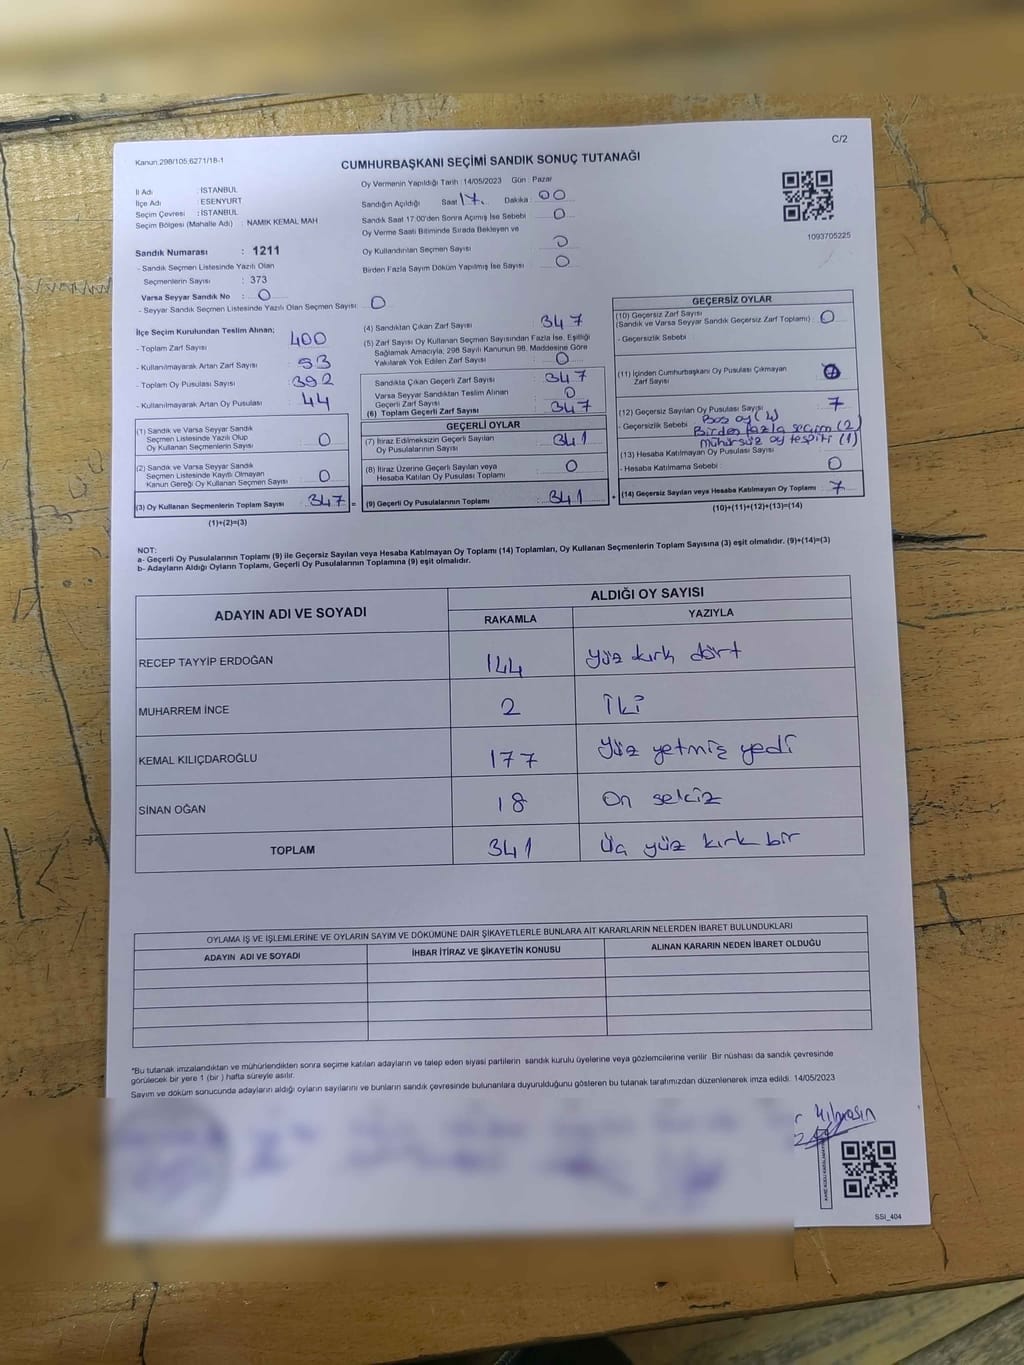 C/2
Kanun,298/105,6271/18-1
CUMHURBAŞKANI SEÇİMİ SANDIK SONUÇ TUTANAĞI
İl Adı : İSTANBUL
İlçe Adı : ESENYURT
Seçim Çevresi : İSTANBUL
Seçim Bölgesi (Mahalle Adı) : NAMIK KEMAL MAH
Oy Vermenin Yapıldığı Tarih :14/05/2023 Gün : Pazar
Sandığın Açıldığı Saat 17. Dakika : 00
Sandık Saat 17:00'den Sonra Açımış İse Sebebi 0
Oy Verme Saati Bitiminde Sırada Bekleyen ve
Oy Kullandırılan Seçmen Sayısı 0
Birden Fazla Sayım Döküm Yapılmış İse Sayısı 0
1093705225
Sandık Numarası : 1211
- Sandık Seçmen Listesinde Yazılı Olan
Seçmenlerin Sayısı : 373
Varsa Seyyar Sandık No : 0
- Seyyar Sandık Seçmen Listesinde Yazılı Olan Seçmen Sayısı: 0
İlçe Seçim Kurulundan Teslim Alınan;
- Toplam Zarf Sayısı 400
- Kullanılmayarak Artan Zarf Sayısı 53
- Toplam Oy Pusulası Sayısı 392
- Kullanılmayarak Artan Oy Pusulası 44
(1) Sandık ve Varsa Seyyar Sandık
Seçmen Listesinde Yazılı Olup
Oy Kullanan Seçmenlerin Sayısı 0
(2) Sandık ve Varsa Seyyar Sandık
Seçmen Listesinde Kayıtlı Olmayan
Kanun Gereği Oy Kullanan Seçmen Sayısı 0
(3) Oy Kullanan Seçmenlerin Toplam Sayısı 347 =
(1)+(2)=(3)
(4) Sandıktan Çıkan Zarf Sayısı 347
(5) Zarf Sayısı Oy Kullanan Seçmen Sayısından Fazla İse, Eşitliği
Sağlamak Amacıyla, 298 Sayılı Kanunun 98. Maddesine Göre
Yakılarak Yok Edilen Zarf Sayısı 0
Sandıkta Çıkan Geçerli Zarf Sayısı 347
Varsa Seyyar Sandıktan Teslim Alınan
Geçerli Zarf Sayısı 0
(6) Toplam Geçerli Zarf Sayısı 347
GEÇERLİ OYLAR
(7) İtiraz Edilmeksizin Geçerli Sayılan
Oy Pusulalarının Sayısı 341
(8) İtiraz Üzerine Geçerli Sayılan veya
Hesaba Katılan Oy Pusulası Toplamı 0
(9) Geçerli Oy Pusulalarının Toplamı 341 +
GEÇERSİZ OYLAR
(10) Geçersiz Zarf Sayısı
(Sandık ve Varsa Seyyar Sandık Geçersiz Zarf Toplamı) : 0
- Geçersizlik Sebebi
(11) İçinden Cumhurbaşkanı Oy Pusulası Çıkmayan
Zarf Sayısı
(12) Geçersiz Sayılan Oy Pusulası Sayısı 7
- Geçersizlik Sebebi : Boş oy (4)
Birden fazla seçim (2)
Mühürsüz oy tespiti (1)
(13) Hesaba Katılmayan Oy Pusulası Sayısı
- Hesaba Katılmama Sebebi : 0
(14) Geçersiz Sayılan veya Hesaba Katılmayan Oy Toplamı 7
(10)+(11)+(12)+(13)=(14)
NOT:
a- Geçerli Oy Pusulalarının Toplamı (9) ile Geçersiz Sayılan veya Hesaba Katılmayan Oy Toplamı (14) Toplamları, Oy Kullanan Seçmenlerin Toplam Sayısına (3) eşit olmalıdır. (9)+(14)=(3)
b- Adayların Aldığı Oyların Toplamı, Geçerli Oy Pusulalarının Toplamına (9) eşit olmalıdır.
ADAYIN ADI VE SOYADI
ALDIĞI OY SAYISI
RAKAMLA YAZIYLA
RECEP TAYYİP ERDOĞAN 144 yüz kırk dört
MUHARREM İNCE 2 İki
KEMAL KILIÇDAROĞLU 177 Yüz yetmiş yedi
SİNAN OĞAN 18 On sekiz
TOPLAM 341 Üç yüz kırk bir
OYLAMA İŞ VE İŞLEMLERİNE VE OYLARIN SAYIM VE DÖKÜMÜNE DAİR ŞİKAYETLERLE BUNLARA AİT KARARLARIN NELERDEN İBARET BULUNDUKLARI
ADAYIN ADI VE SOYADI
İHBAR İTİRAZ VE ŞİKAYETİN KONUSU
ALINAN KARARIN NEDEN İBARET OLDUĞU
"Bu tutanak imzalandıktan ve mühürlendikten sonra seçime katılan adayların ve talep eden siyasi partilerin sandık kurulu üyelerine veya gözlemcilerine verilir. Bir nüshası da sandık çevresinde
görülecek bir yere 1 (bir ) hafta süreyle asılır.
Sayım ve döküm sonucunda adayların aldığı oyların sayılarını ve bunların sandık çevresinde bulunanlara duyurulduğunu gösteren bu tutanak tarafımızdan düzenlenerek imza edildi. 14/05/2023
SSI_404